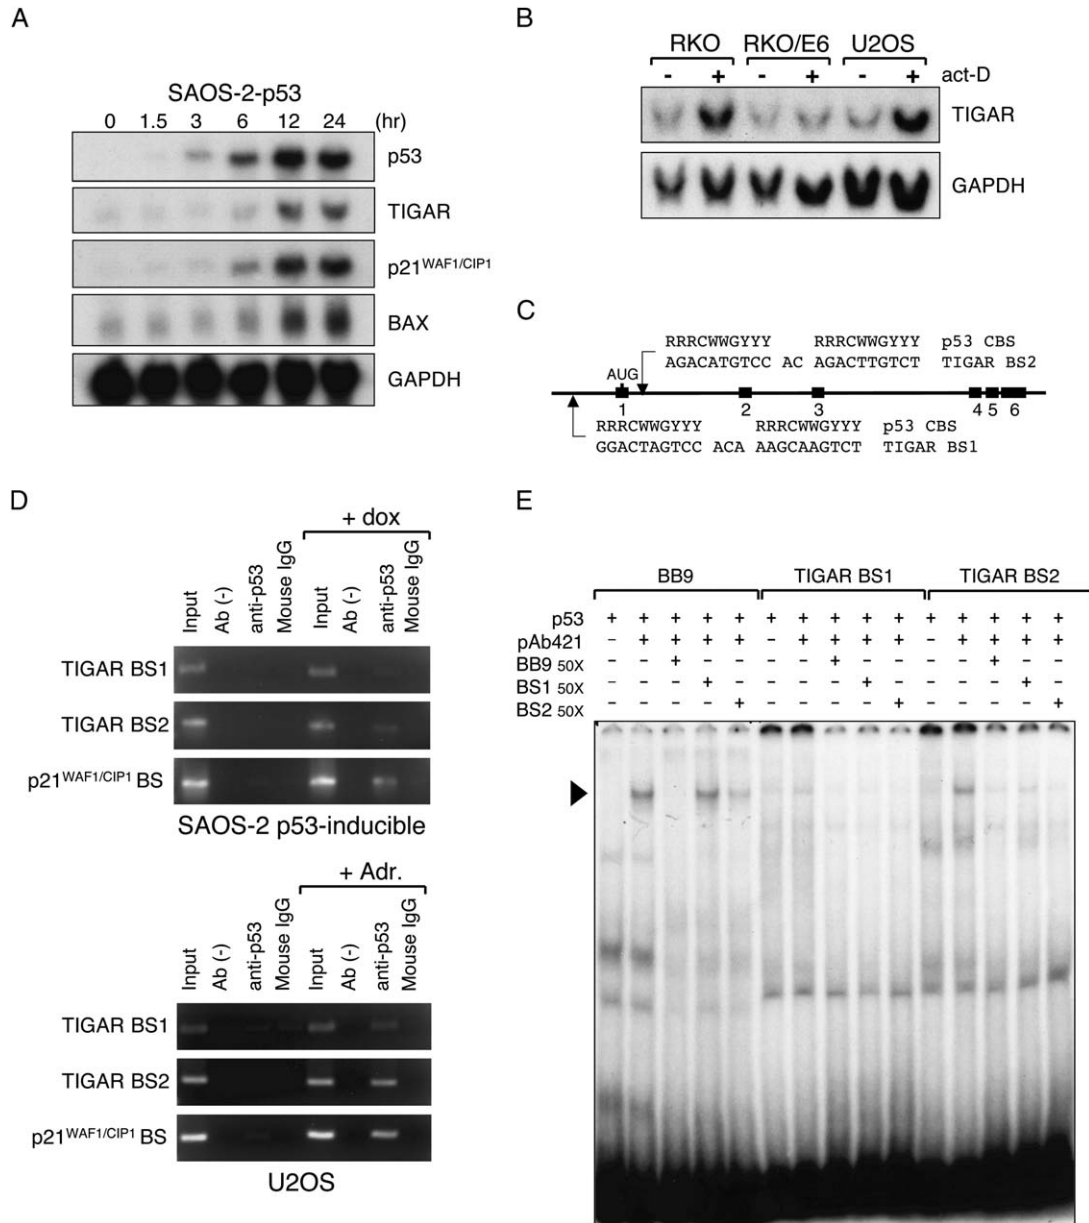 A
SAOS-2-p53
0 1.5 3 6 12 24 (hr)
p53
TIGAR
p21WAF1/CIP1
BAX
GAPDH
B
RKO RKO/E6 U2OS
- + - + - + act-D
TIGAR
GAPDH
C
RRRCWWGYYY RRRCWWGYYY p53 CBS
AGACATGTCC AC AGACTTGTCT TIGAR BS2
AUG
1 2 3 4 5 6
RRRCWWGYYY RRRCWWGYYY p53 CBS
GGACTAGTCC ACA AAGCAAGTCT TIGAR BS1
D
+ dox
Input Ab (-) anti-p53 Mouse IgG Input Ab (-) anti-p53 Mouse IgG
TIGAR BS1
TIGAR BS2
p21WAF1/CIP1 BS
SAOS-2 p53-inducible
+ Adr.
Input Ab (-) anti-p53 Mouse IgG Input Ab (-) anti-p53 Mouse IgG
TIGAR BS1
TIGAR BS2
p21WAF1/CIP1 BS
U2OS
E
BB9 TIGAR BS1 TIGAR BS2
p53 + + + + + + + + + + + + + + +
pAb421 - + + + + - + + + + - + + + +
BB9 50X - - + - - - - + - - - - + - -
BS1 50X - - - + - - - - + - - - - + -
BS2 50X - - - - + - - - - + - - - - +